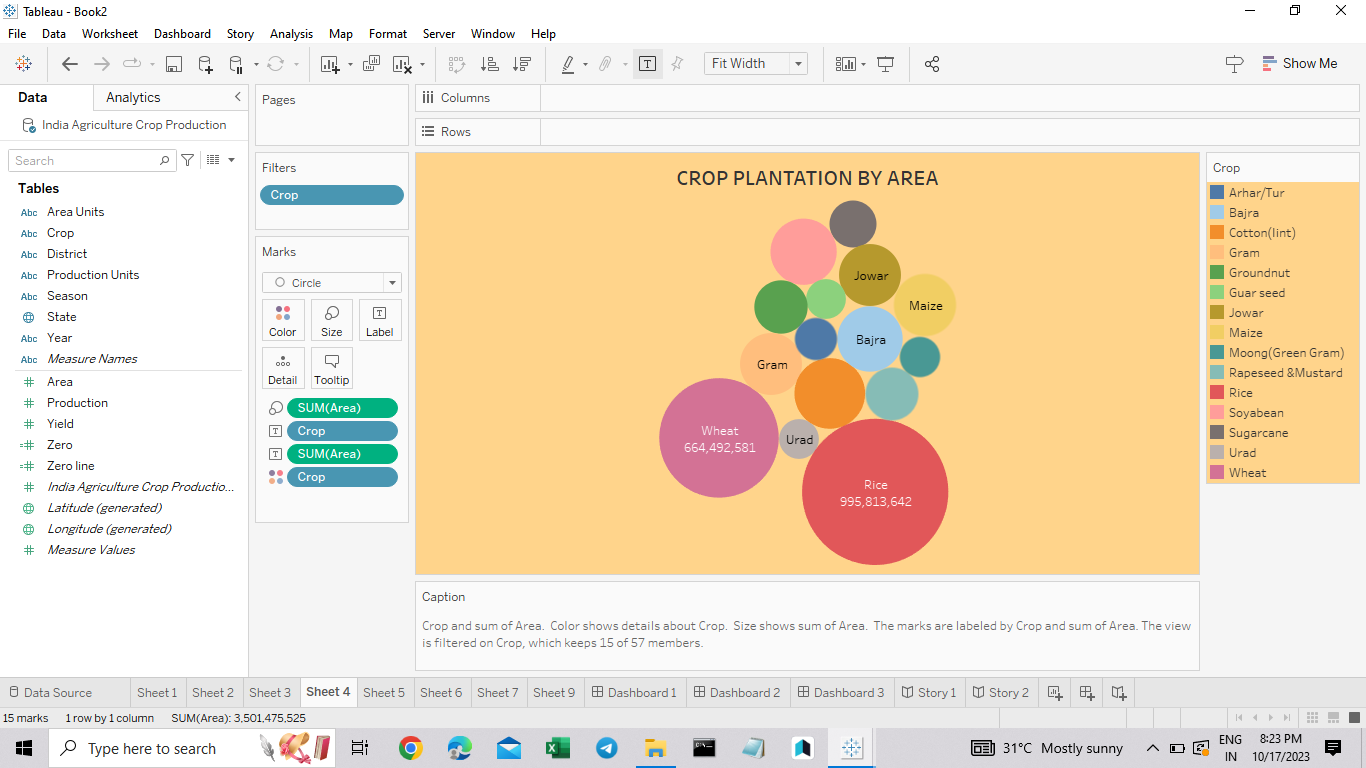 Tableau - Book2
File Data Worksheet Dashboard Story Analysis Map Format Server Window Help
Fit Width
Show Me
Data Analytics
India Agriculture Crop Production
Search
Tables
Abc Area Units
Abc Crop
Abc District
Abc Production Units
Abc Season
State
Abc Year
Abc Measure Names
# Area
# Production
# Yield
=# Zero
=# Zero line
# India Agriculture Crop Productio...
Latitude (generated)
Longitude (generated)
# Measure Values
Pages
Filters
Crop
Marks
Circle
Color Size Label
Detail Tooltip
SUM(Area)
Crop
SUM(Area)
Crop
Columns
Rows
CROP PLANTATION BY AREA
Jowar
Maize
Bajra
Gram
Wheat
664,492,581
Urad
Rice
995,813,642
Caption
Crop and sum of Area. Color shows details about Crop. Size shows sum of Area. The marks are labeled by Crop and sum of Area. The view
is filtered on Crop, which keeps 15 of 57 members.
Crop
Arhar/Tur
Bajra
Cotton(lint)
Gram
Groundnut
Guar seed
Jowar
Maize
Moong(Green Gram)
Rapeseed &Mustard
Rice
Soyabean
Sugarcane
Urad
Wheat
Data Source Sheet 1 Sheet 2 Sheet 3 Sheet 4 Sheet 5 Sheet 6 Sheet 7 Sheet 9 Dashboard 1 Dashboard 2 Dashboard 3 Story 1 Story 2
15 marks 1 row by 1 column SUM(Area): 3,501,475,525
Type here to search
31°C Mostly sunny
ENG
IN
8:23 PM
10/17/2023